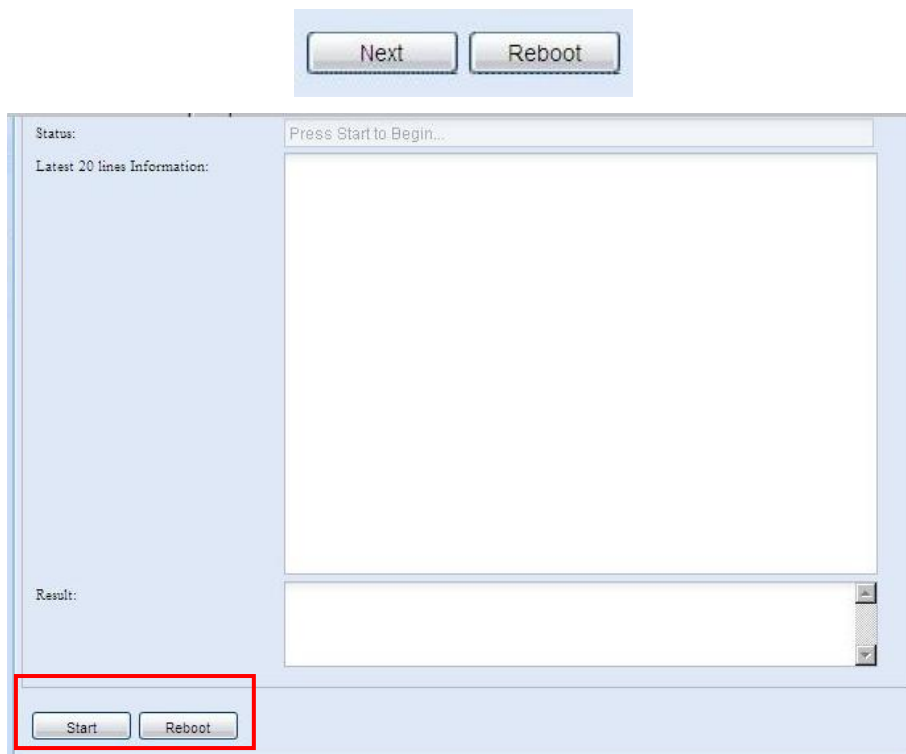 Next Reboot
Status: Press Start to Begin...
Latest 20 lines Information:
Result:
Start Reboot